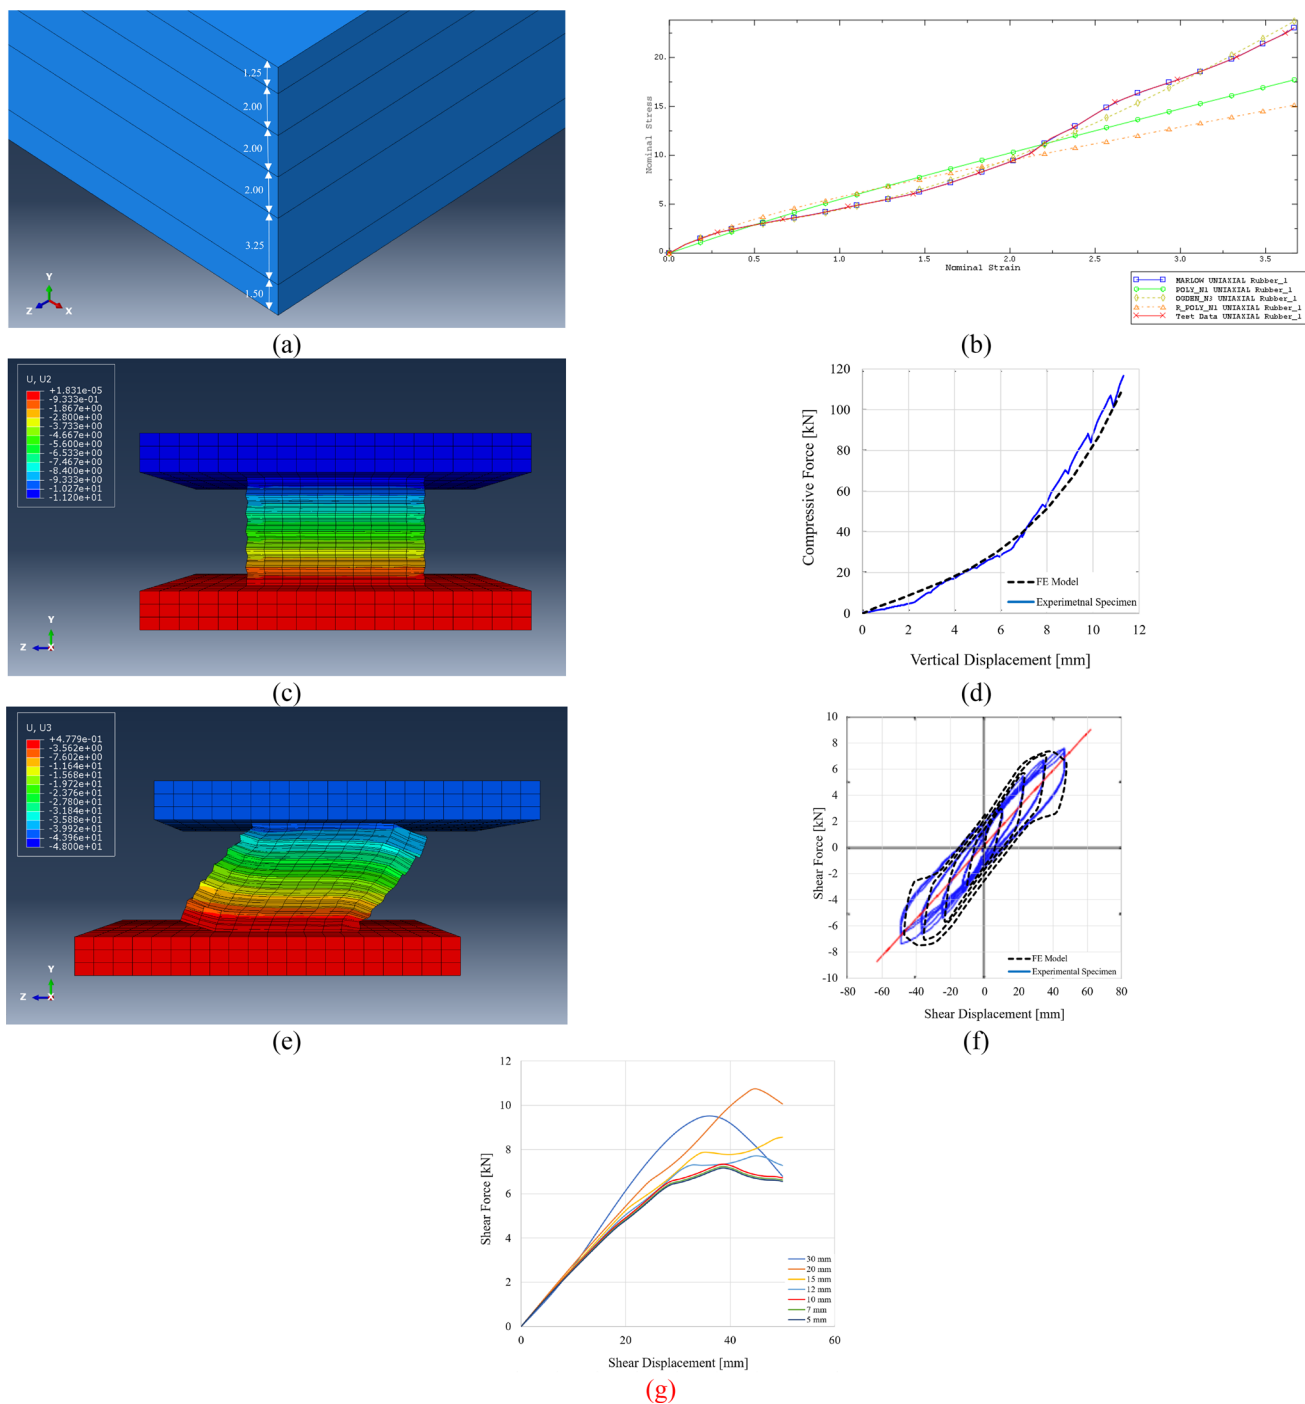 1.25
2.00
2.00
2.00
3.25
1.50
Y
Z
X
(a)
Nominal Stress
20.
15.
10.
5.
0.
0.0
0.5
1.0
1.5
2.0
2.5
3.0
3.5
Nominal Strain
MARLOW UNIAXIAL Rubber_1
POLY_N1 UNIAXIAL Rubber_1
OGDEN_N3 UNIAXIAL Rubber_1
R_POLY_N1 UNIAXIAL Rubber_1
Test Data UNIAXIAL Rubber_1
(b)
U, U2
+1.831e-05
-9.333e-01
-1.867e+00
-2.800e+00
-3.733e+00
-4.667e+00
-5.600e+00
-6.533e+00
-7.467e+00
-8.400e+00
-9.333e+00
-1.027e+01
-1.120e+01
Y
Z
X
(c)
Compressive Force [kN]
120
100
80
60
40
20
0
0
2
4
6
8
10
12
FE Model
Experimetnal Specimen
Vertical Displacement [mm]
(d)
U, U3
+4.779e-01
-3.562e+00
-7.602e+00
-1.164e+01
-1.568e+01
-1.972e+01
-2.376e+01
-2.780e+01
-3.184e+01
-3.588e+01
-3.992e+01
-4.396e+01
-4.800e+01
Y
Z
X
(e)
Shear Force [kN]
10
8
6
4
2
0
-2
-4
-6
-8
-10
-80
-60
-40
-20
0
20
40
60
80
FE Model
Experimental Specimen
Shear Displacement [mm]
(f)
Shear Force [kN]
12
10
8
6
4
2
0
0
20
40
60
30 mm
20 mm
15 mm
12 mm
10 mm
7 mm
5 mm
Shear Displacement [mm]
(g)